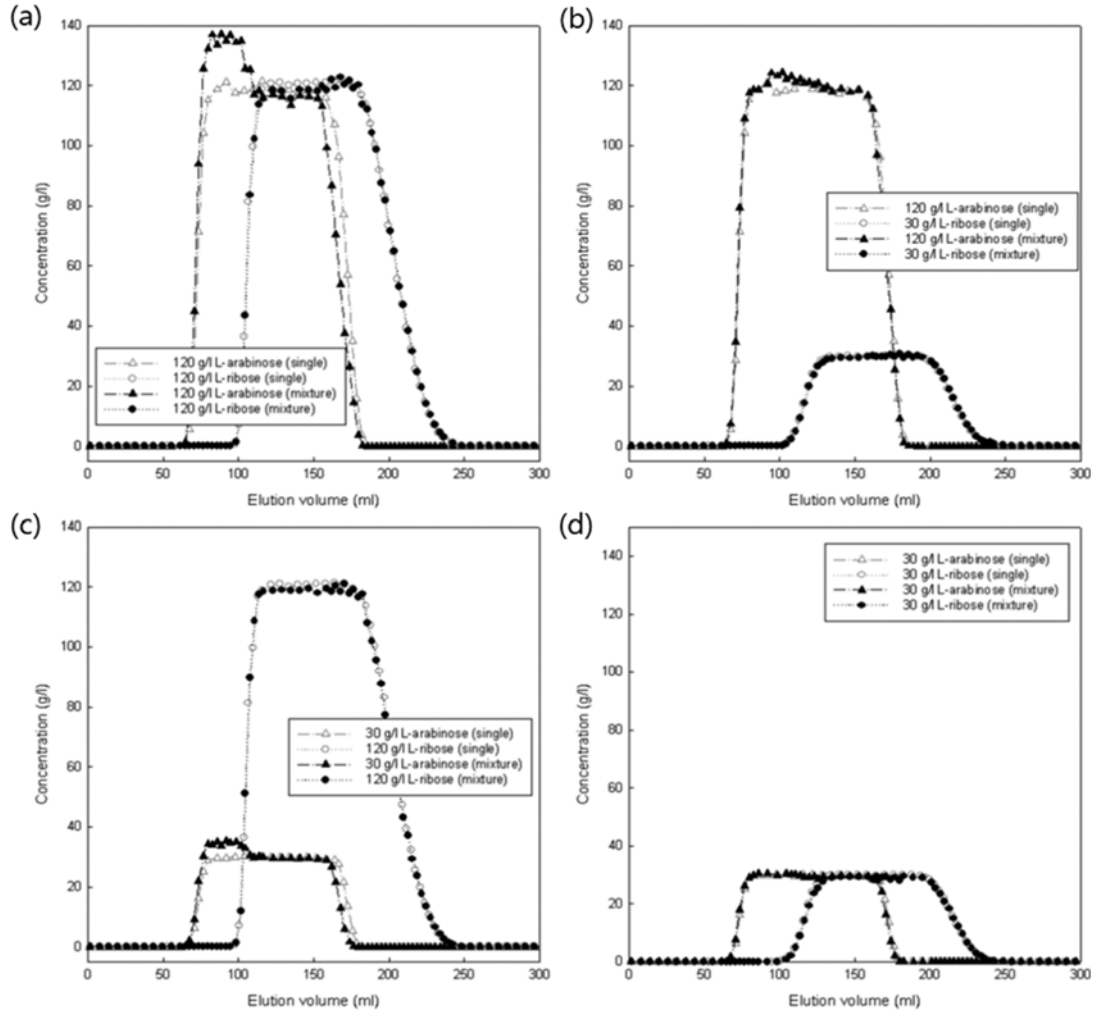 (a)
140
120
100
80
60
40
20
0
Concentration (g/l)
120 g/l L-arabinose (single)
120 g/l L-ribose (single)
120 g/l L-arabinose (mixture)
120 g/l L-ribose (mixture)
0 50 100 150 200 250 300
Elution volume (ml)
(b)
140
120
100
80
60
40
20
0
Concentration (g/l)
120 g/l L-arabinose (single)
30 g/l L-ribose (single)
120 g/l L-arabinose (mixture)
30 g/l L-ribose (mixture)
0 50 100 150 200 250 300
Elution volume (ml)
(c)
140
120
100
80
60
40
20
0
Concentration (g/l)
30 g/l L-arabinose (single)
120 g/l L-ribose (single)
30 g/l L-arabinose (mixture)
120 g/l L-ribose (mixture)
0 50 100 150 200 250 300
Elution volume (ml)
(d)
140
120
100
80
60
40
20
0
Concentration (g/l)
30 g/l L-arabinose (single)
30 g/l L-ribose (single)
30 g/l L-arabinose (mixture)
30 g/l L-ribose (mixture)
0 50 100 150 200 250 300
Elution volume (ml)